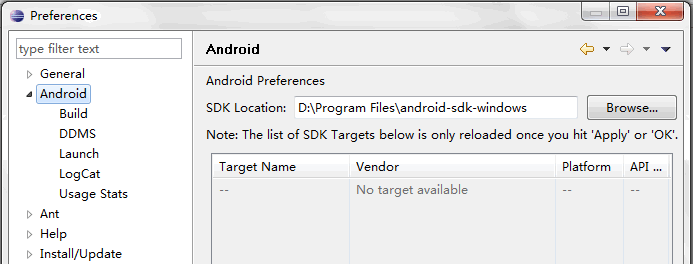 Preferences
type filter text
General
Android
Build
DDMS
Launch
LogCat
Usage Stats
Ant
Help
Install/Update
Android
Android Preferences
SDK Location: D:\Program Files\android-sdk-windows Browse...
Note: The list of SDK Targets below is only reloaded once you hit 'Apply' or 'OK'.
Target Name Vendor Platform API ...
-- No target available -- --